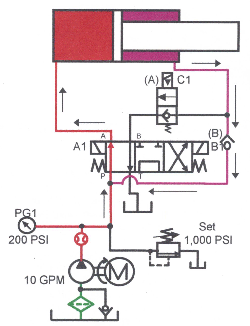 (A) C1
A B
A1
(B)
B1
P T
PG1
200 PSI
Set
1,000 PSI
10 GPM
M